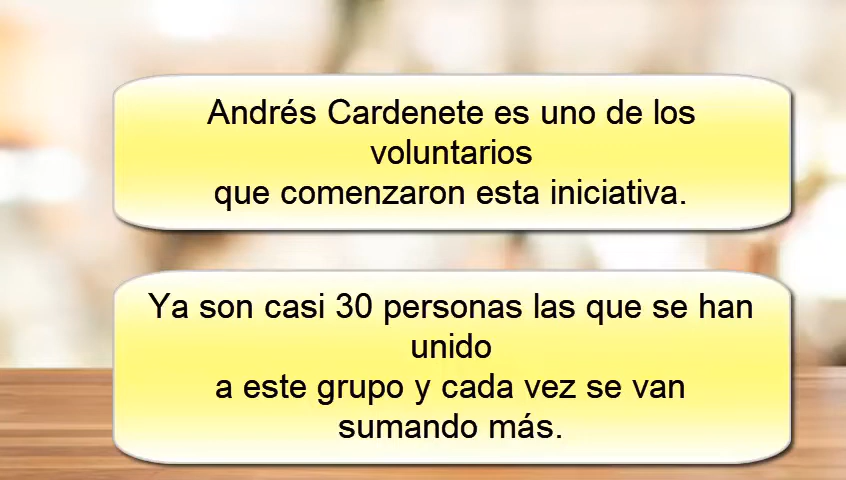 Andrés Cardenete es uno de los
voluntarios
que comenzaron esta iniciativa.
Ya son casi 30 personas las que se han
unido
a este grupo y cada vez se van
sumando más.